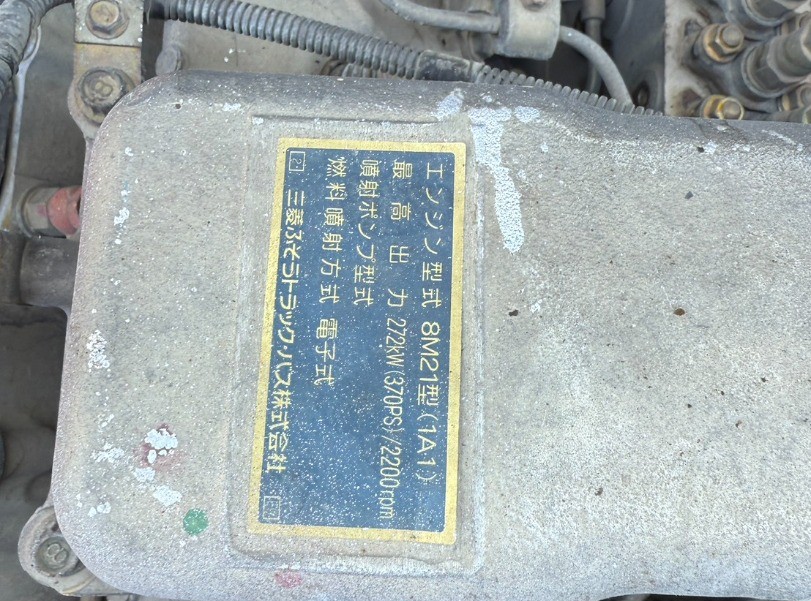 エンジン型式 8M21型(1A1)
最高出力 272kW(370PS)/2200rpm
噴射ポンプ型式
燃料噴射方式 電子式
三菱ふそうトラック・バス株式会社